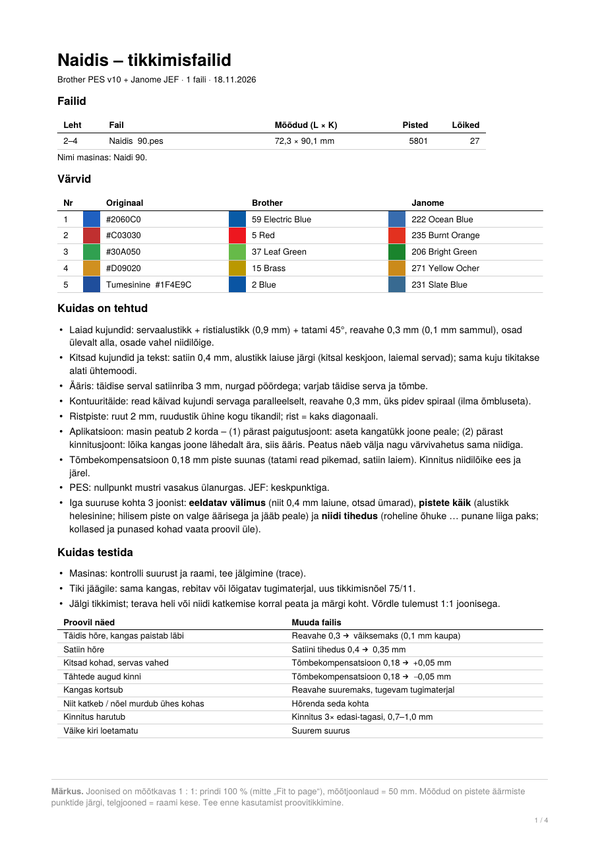 Naidis – tikkimisfailid
Brother PES v10 + Janome JEF · 1 faili · 18.11.2026
Failid
Leht Fail Mõõdud (L × K) Pisted Lõiked
2–4 Naidis 90.pes 72,3 × 90,1 mm 5801 27
Nimi masinas: Naidi 90.
Värvid
Nr Originaal Brother Janome
1 #2060C0 59 Electric Blue 222 Ocean Blue
2 #C03030 5 Red 235 Burnt Orange
3 #30A050 37 Leaf Green 206 Bright Green
4 #D09020 15 Brass 271 Yellow Ocher
5 Tumesinine #1F4E9C 2 Blue 231 Slate Blue
Kuidas on tehtud
• Laiad kujundid: servaalustikk + ristialustikk (0,9 mm) + tatami 45°, reavahe 0,3 mm (0,1 mm sammul), osad
ülevalt alla, osade vahel niidilõige.
• Kitsad kujundid ja tekst: satiin 0,4 mm, alustikk laiuse järgi (kitsal keskjoon, laiemal servad); sama kuju tikitakse
alati ühtemoodi.
• Ääris: täidise serval satiinriba 3 mm, nurgad pöördega; varjab täidise serva ja tõmbe.
• Kontuuritäide: read käivad kujundi servaga paralleelselt, reavahe 0,3 mm, üks pidev spiraal (ilma õmbluseta).
• Ristpiste: ruut 2 mm, ruudustik ühine kogu tikandil; rist = kaks diagonaali.
• Aplikatsioon: masin peatub 2 korda – (1) pärast paigutusjoont: aseta kangatükk joone peale; (2) pärast
kinnitusjoont: lõika kangas joone lähedalt ära, siis ääris. Peatus näeb välja nagu värvivahetus sama niidiga.
• Tõmbekompensatsioon 0,18 mm piste suunas (tatami read pikemad, satiin laiem). Kinnitus niidilõike ees ja
järel.
• PES: nullpunkt mustri vasakus ülanurgas. JEF: keskpunktiga.
• Iga suuruse kohta 3 joonist: eeldatav välimus (niit 0,4 mm laiune, otsad ümarad), pistete käik (alustikk
helesinine; hilisem piste on valge äärisega ja jääb peale) ja niidi tihedus (roheline õhuke … punane liiga paks;
kollased ja punased kohad vaata proovil üle).
Kuidas testida
• Masinas: kontrolli suurust ja raami, tee jälgimine (trace).
• Tiki jäägile: sama kangas, rebitav või lõigatav tugimaterjal, uus tikkimisnõel 75/11.
• Jälgi tikkimist; terava heli või niidi katkemise korral peata ja märgi koht. Võrdle tulemust 1:1 joonisega.
Proovil näed Muuda failis
Täidis hõre, kangas paistab läbi Reavahe 0,3 → väiksemaks (0,1 mm kaupa)
Satiin hõre Satiini tihedus 0,4 → 0,35 mm
Kitsad kohad, servas vahed Tõmbekompensatsioon 0,18 → +0,05 mm
Tähtede augud kinni Tõmbekompensatsioon 0,18 → −0,05 mm
Kangas kortsub Reavahe suuremaks, tugevam tugimaterjal
Niit katkeb / nõel murdub ühes kohas Hõrenda seda kohta
Kinnitus harutub Kinnitus 3× edasi-tagasi, 0,7–1,0 mm
Väike kiri loetamatu Suurem suurus
Märkus. Joonised on mõõtkavas 1 : 1: prindi 100 % (mitte „Fit to page“), mõõtjoonlaud = 50 mm. Mõõdud on pistete äärmiste
punktide järgi, telgjooned = raami kese. Tee enne kasutamist proovitikkimine.
1 / 4